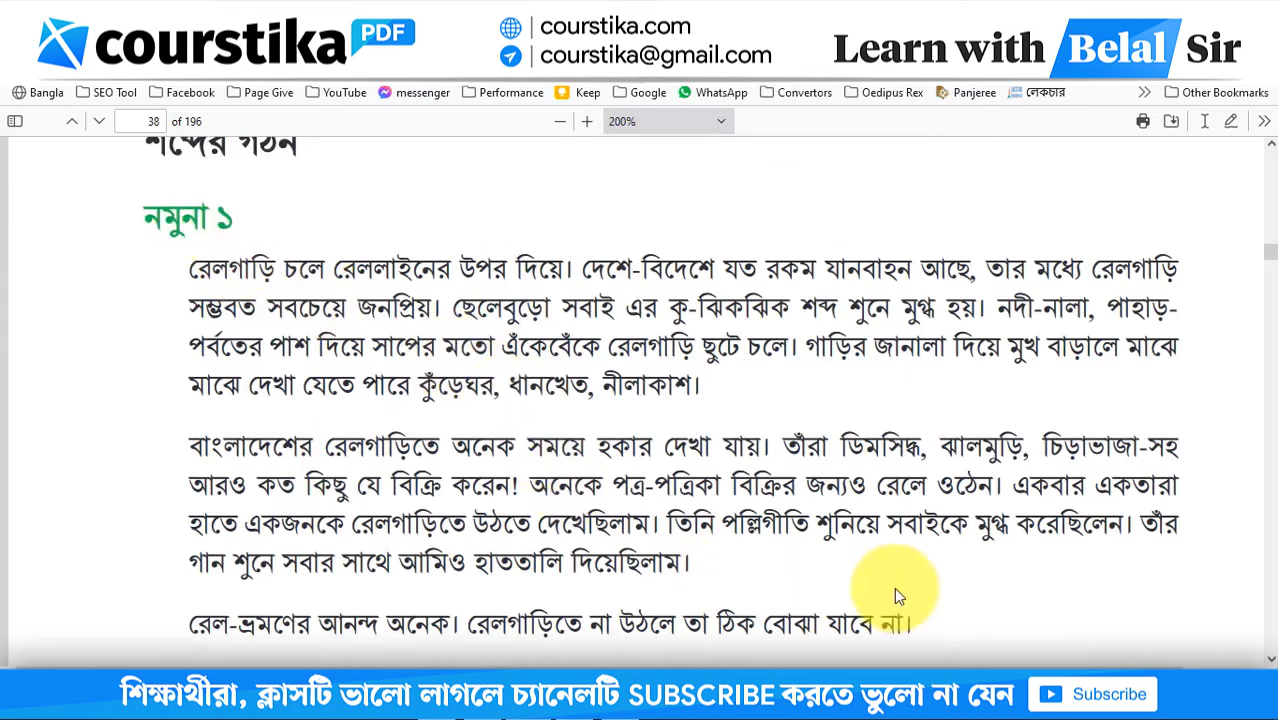 courstika PDF
courstika.com
courstika@gmail.com
Learn with Belal Sir
Bangla SEO Tool Facebook Page Give YouTube messenger Performance Keep Google WhatsApp Convertors Oedipus Rex Panjeree লেকচার Other Bookmarks
38 of 196 200%
শব্দের গঠন
নমুনা ১
রেলগাড়ি চলে রেললাইনের উপর দিয়ে। দেশে-বিদেশে যত রকম যানবাহন আছে, তার মধ্যে রেলগাড়ি
সম্ভবত সবচেয়ে জনপ্রিয়। ছেলেবুড়ো সবাই এর কু-ঝিকঝিক শব্দ শুনে মুগ্ধ হয়। নদী-নালা, পাহাড়-
পর্বতের পাশ দিয়ে সাপের মতো এঁকেবেঁকে রেলগাড়ি ছুটে চলে। গাড়ির জানালা দিয়ে মুখ বাড়ালে মাঝে
মাঝে দেখা যেতে পারে কুঁড়েঘর, ধানখেত, নীলাকাশ।
বাংলাদেশের রেলগাড়িতে অনেক সময়ে হকার দেখা যায়। তাঁরা ডিমসিদ্ধ, ঝালমুড়ি, চিড়াভাজা-সহ
আরও কত কিছু যে বিক্রি করেন! অনেকে পত্র-পত্রিকা বিক্রির জন্যও রেলে ওঠেন। একবার একতারা
হাতে একজনকে রেলগাড়িতে উঠতে দেখেছিলাম। তিনি পল্লিগীতি শুনিয়ে সবাইকে মুগ্ধ করেছিলেন। তাঁর
গান শুনে সবার সাথে আমিও হাততালি দিয়েছিলাম।
রেল-ভ্রমণের আনন্দ অনেক। রেলগাড়িতে না উঠলে তা ঠিক বোঝা যাবে না।
শিক্ষার্থীরা, ক্লাসটি ভালো লাগলে চ্যানেলটি SUBSCRIBE করতে ভুলো না যেন Subscribe